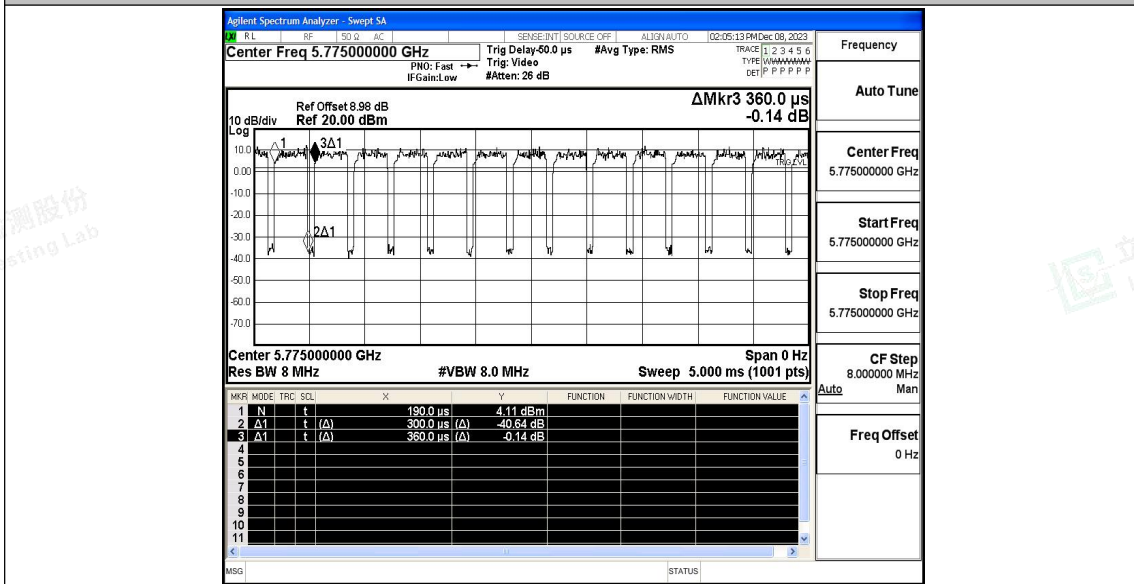 Agilent Spectrum Analyzer - Swept SA
LXI RL RF 50 Ω AC SENSE:INT SOURCE OFF ALIGN AUTO 02:05:13 PM Dec 08, 2023
Center Freq 5.775000000 GHz
Trig Delay-50.0 µs #Avg Type: RMS
TRACE 1 2 3 4 5 6
PNO: Fast Trig: Video
TYPE WWWWWW
IFGain:Low #Atten: 26 dB
DET P P P P P P
ΔMkr3 360.0 µs
-0.14 dB
Ref Offset 8.98 dB
10 dB/div Ref 20.00 dBm
Log
10.0
0.00
-10.0
-20.0
-30.0
-40.0
-50.0
-60.0
-70.0
1
3Δ1
2Δ1
TRIG LVL
Center 5.775000000 GHz Span 0 Hz
Res BW 8 MHz #VBW 8.0 MHz Sweep 5.000 ms (1001 pts)
MKR MODE TRC SCL X Y FUNCTION FUNCTION WIDTH FUNCTION VALUE
1 N t 190.0 µs 4.11 dBm
2 Δ1 t (Δ) 300.0 µs (Δ) -40.64 dB
3 Δ1 t (Δ) 360.0 µs (Δ) -0.14 dB
4
5
6
7
8
9
10
11
MSG STATUS
Frequency
Auto Tune
Center Freq
5.775000000 GHz
Start Freq
5.775000000 GHz
Stop Freq
5.775000000 GHz
CF Step
8.000000 MHz
Auto Man
Freq Offset
0 Hz
测股份
sting Lab
立